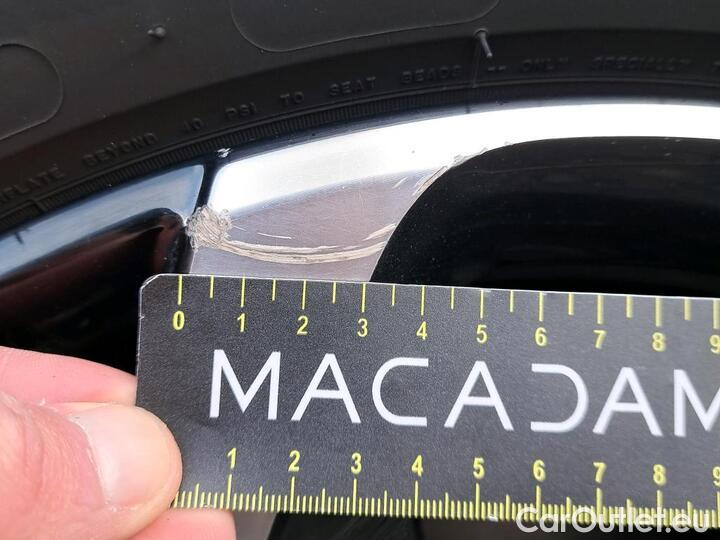 INFLATE BEYOND 40 PSI TO SEAT BEADS -- ONLY SPECIALLY
0 1 2 3 4 5 6 7 8 9
MACADAM
1 2 3 4 5 6 7 8 9
CarOutlet.eu